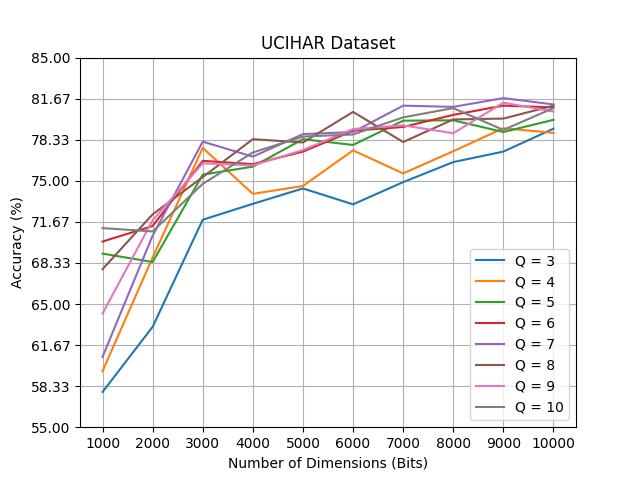 UCIHAR Dataset
85.00
81.67
78.33
75.00
71.67
68.33
65.00
61.67
58.33
55.00
Accuracy (%)
Q = 3
Q = 4
Q = 5
Q = 6
Q = 7
Q = 8
Q = 9
Q = 10
1000 2000 3000 4000 5000 6000 7000 8000 9000 10000
Number of Dimensions (Bits)